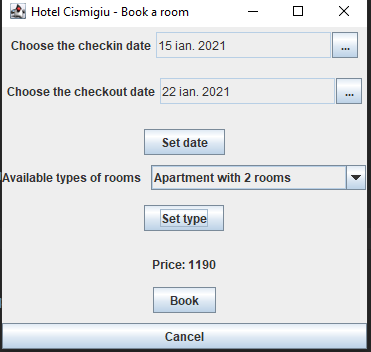 Hotel Cismigiu - Book a room
Choose the checkin date 15 ian. 2021 ...
Choose the checkout date 22 ian. 2021 ...
Set date
Available types of rooms Apartment with 2 rooms
Set type
Price: 1190
Book
Cancel